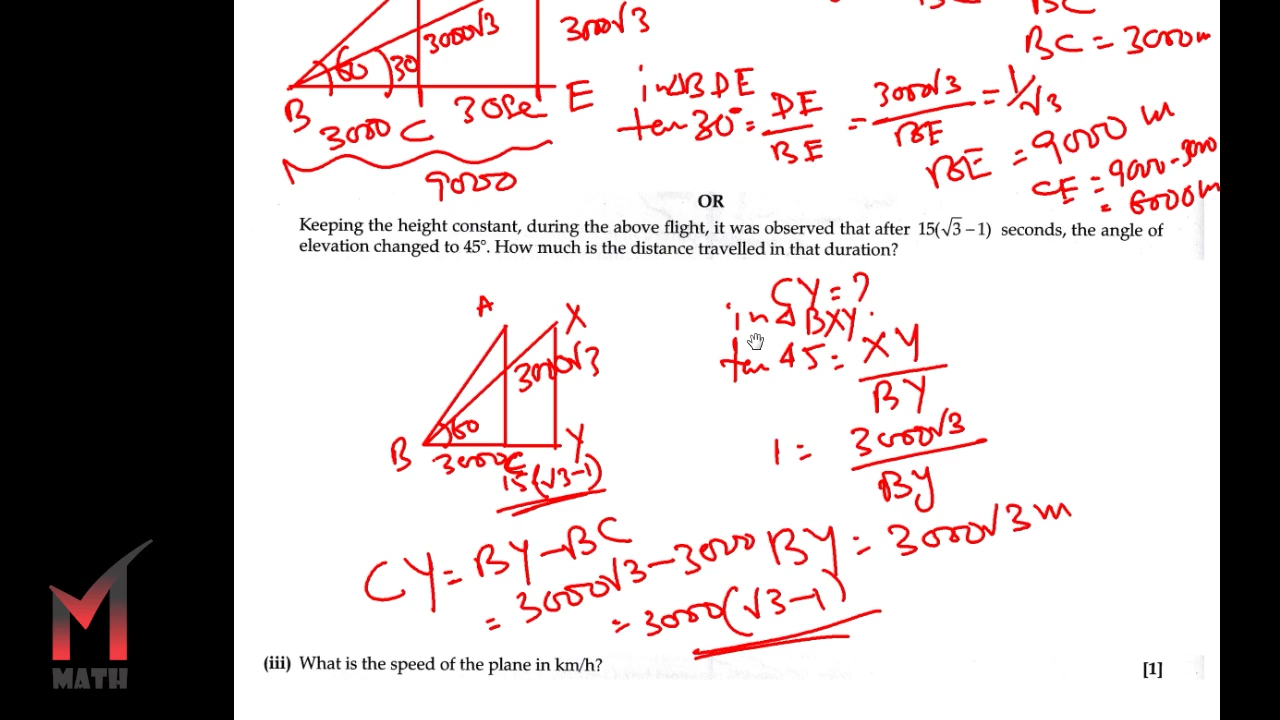 BC = 3000m
3000√3
3000√3
60
30
B
3000
C
30 Sec
E
9000
in ΔBDE
tan 30° = DE/BE = 3000√3/BE = 1/√3
BE = 9000 m
CE = 9000 - 3000
= 6000m
OR
Keeping the height constant, during the above flight, it was observed that after 15(√3 – 1) seconds, the angle of
elevation changed to 45°. How much is the distance travelled in that duration?
A
X
3000√3
60
B
3000
C
Y
15(√3-1)
CY = ?
in Δ BXY
tan 45 = XY/BY
1 = 3000√3/BY
BY = 3000√3 m
CY = BY - BC
= 3000√3 - 3000
= 3000(√3-1)
(iii) What is the speed of the plane in km/h? [1]
M
MATH